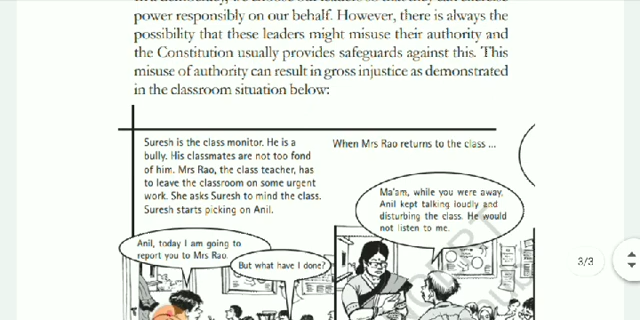 power responsibly on our behalf. However, there is always the
possibility that these leaders might misuse their authority and
the Constitution usually provides safeguards against this. This
misuse of authority can result in gross injustice as demonstrated
in the classroom situation below:
Suresh is the class monitor. He is a
bully. His classmates are not too fond
of him. Mrs Rao, the class teacher, has
to leave the classroom on some urgent
work. She asks Suresh to mind the class.
Suresh starts picking on Anil.
Anil, today I am going to
report you to Mrs Rao.
But what have I done?
When Mrs Rao returns to the class ...
Ma'am, while you were away,
Anil kept talking loudly and
disturbing the class. He would
not listen to me.
3/3